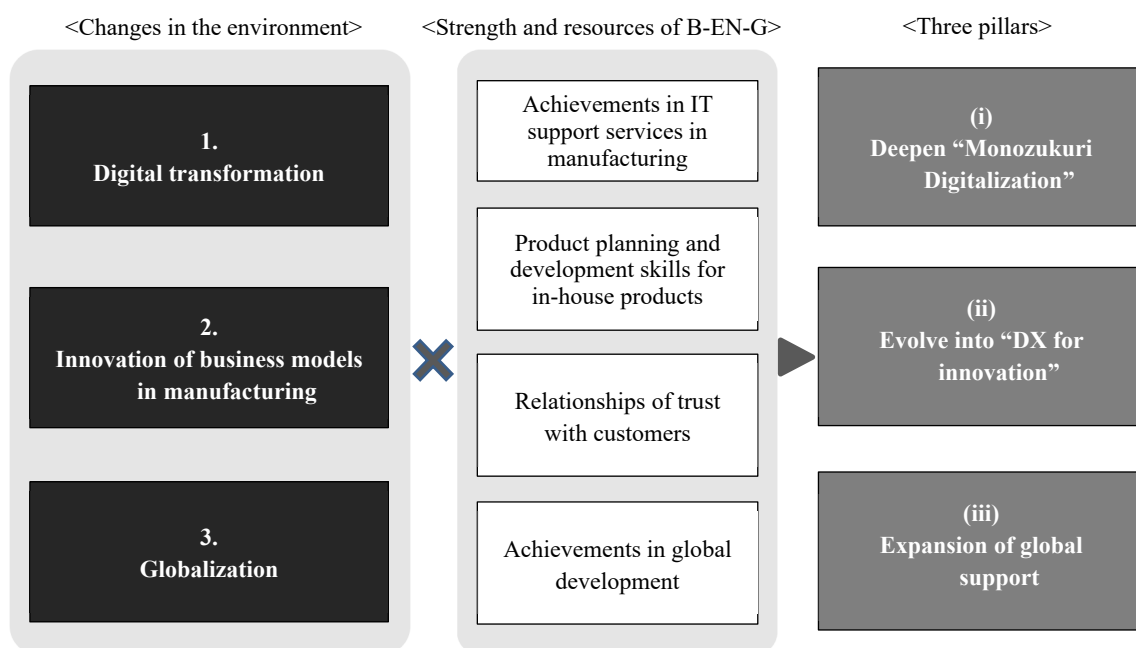 <Changes in the environment>
1.
Digital transformation
2.
Innovation of business models
in manufacturing
3.
Globalization
<Strength and resources of B-EN-G>
Achievements in IT
support services in
manufacturing
Product planning and
development skills for
in-house products
Relationships of trust
with customers
Achievements in global
development
<Three pillars>
(i)
Deepen “Monozukuri
Digitalization”
(ii)
Evolve into “DX for
innovation”
(iii)
Expansion of global
support